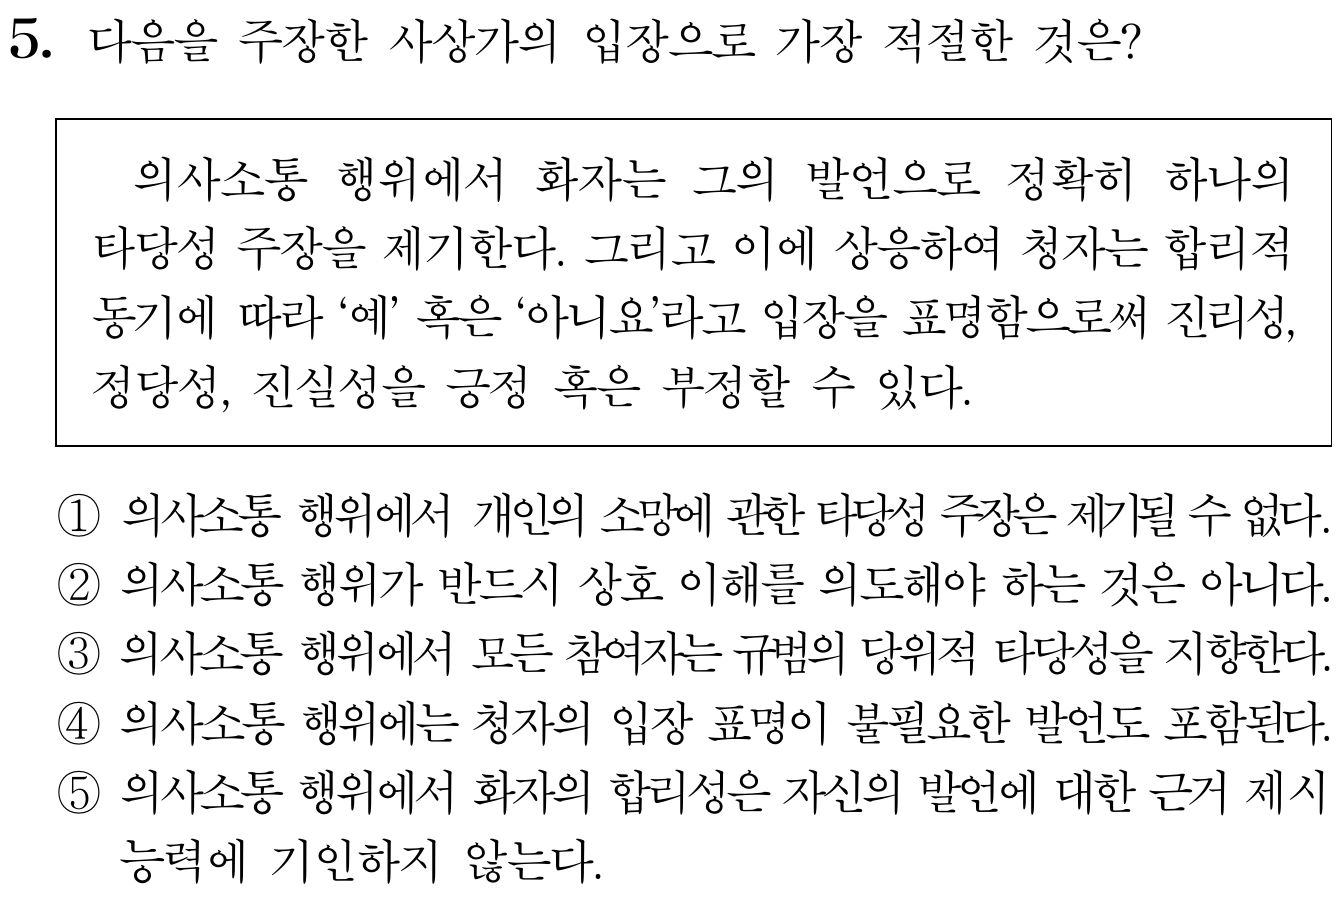 5. 다음을 주장한 사상가의 입장으로 가장 적절한 것은?
의사소통 행위에서 화자는 그의 발언으로 정확히 하나의
타당성 주장을 제기한다. 그리고 이에 상응하여 청자는 합리적
동기에 따라 ‘예’ 혹은 ‘아니요’라고 입장을 표명함으로써 진리성,
정당성, 진실성을 긍정 혹은 부정할 수 있다.
① 의사소통 행위에서 개인의 소망에 관한 타당성 주장은 제기될 수 없다.
② 의사소통 행위가 반드시 상호 이해를 의도해야 하는 것은 아니다.
③ 의사소통 행위에서 모든 참여자는 규범의 당위적 타당성을 지향한다.
④ 의사소통 행위에는 청자의 입장 표명이 불필요한 발언도 포함된다.
⑤ 의사소통 행위에서 화자의 합리성은 자신의 발언에 대한 근거 제시
능력에 기인하지 않는다.